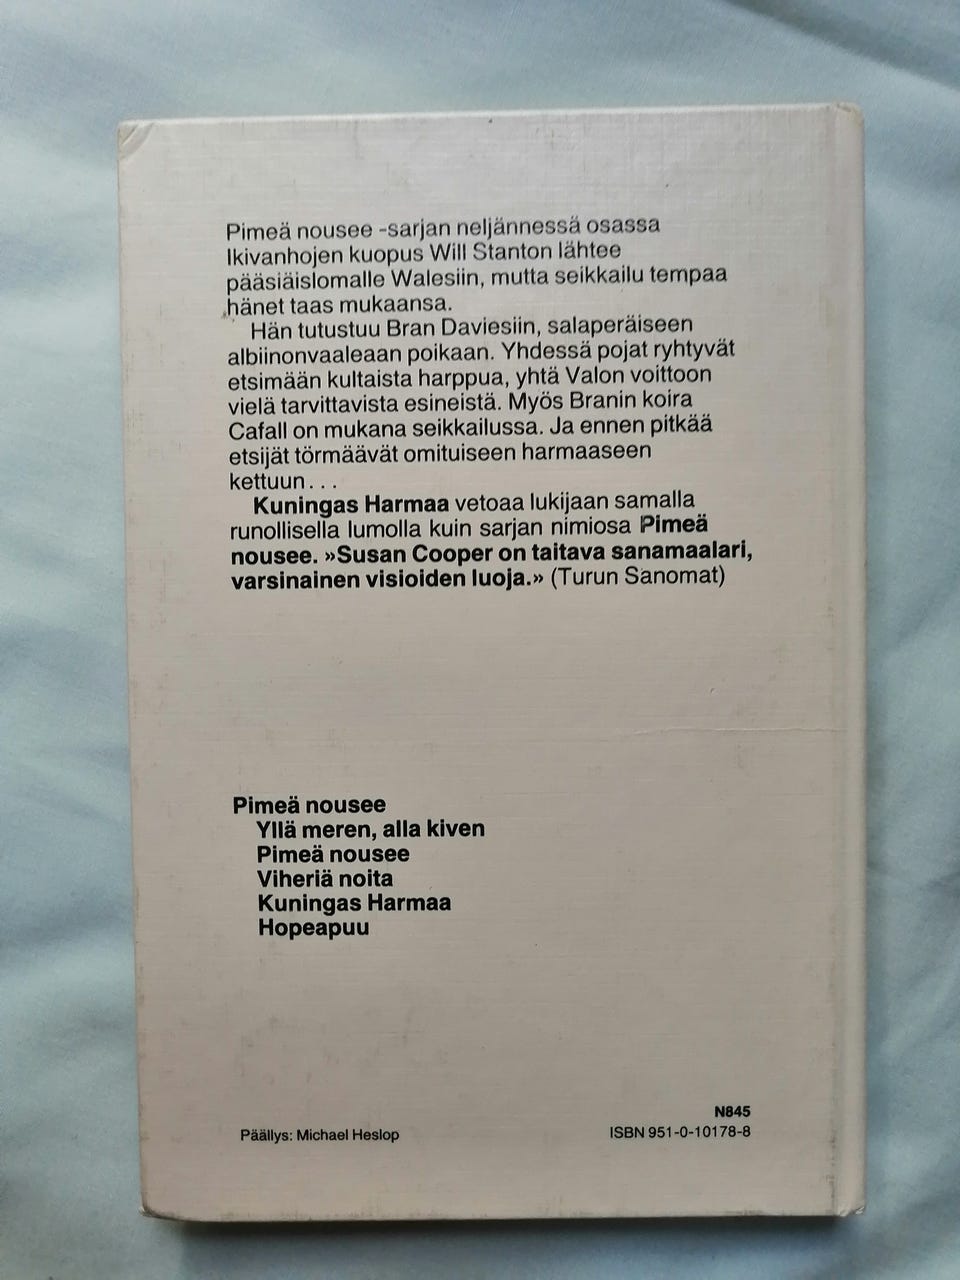 Pimeä nousee -sarjan neljännessä osassa
Ikivanhojen kuopus Will Stanton lähtee
pääsiäislomalle Walesiin, mutta seikkailu tempaa
hänet taas mukaansa.
Hän tutustuu Bran Daviesiin, salaperäiseen
albiinonvaaleaan poikaan. Yhdessä pojat ryhtyvät
etsimään kultaista harppua, yhtä Valon voittoon
vielä tarvittavista esineistä. Myös Branin koira
Cafall on mukana seikkailussa. Ja ennen pitkää
etsijät törmäävät omituiseen harmaaseen
kettuun...
Kuningas Harmaa vetoaa lukijaan samalla
runollisella lumolla kuin sarjan nimiosa Pimeä
nousee. »Susan Cooper on taitava sanamaalari,
varsinainen visioiden luoja.» (Turun Sanomat)
Pimeä nousee
Yllä meren, alla kiven
Pimeä nousee
Viheriä noita
Kuningas Harmaa
Hopeapuu
N845
Päällys: Michael Heslop
ISBN 951-0-10178-8